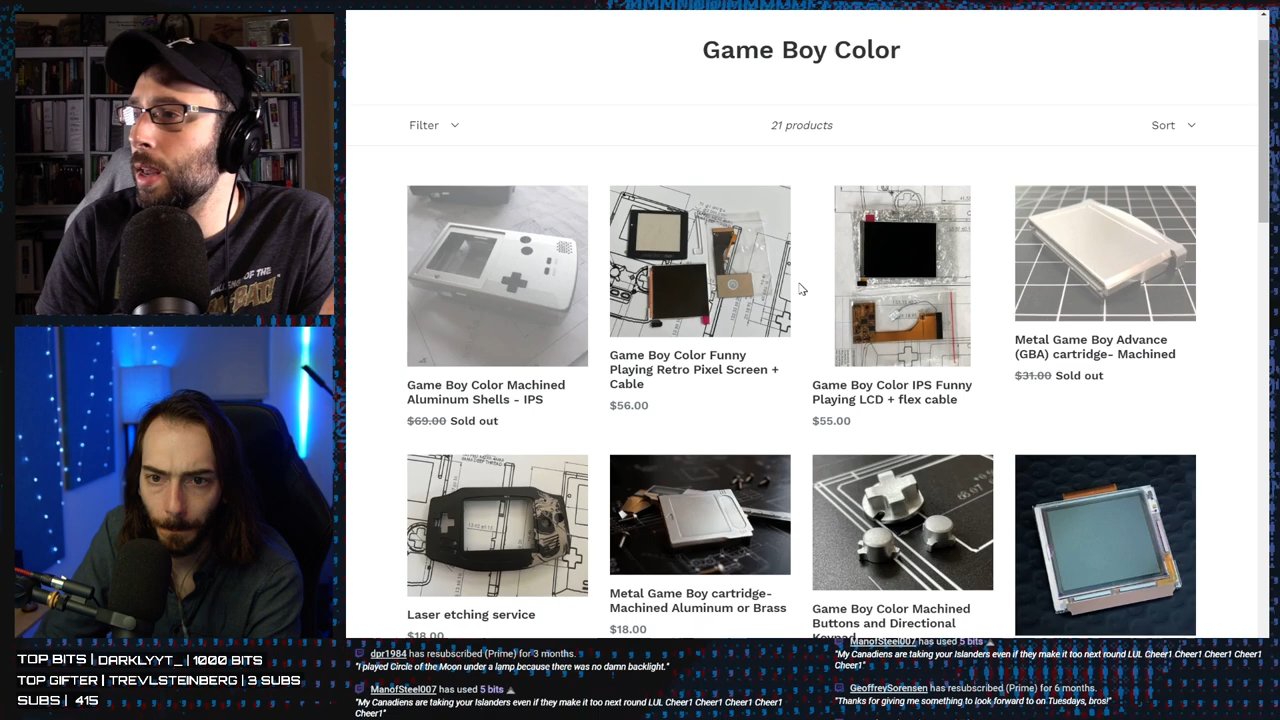 Game Boy Color
Filter
21 products
Sort
Game Boy Color Machined
Aluminum Shells - IPS
$69.00 Sold out
Game Boy Color Funny
Playing Retro Pixel Screen +
Cable
$56.00
Game Boy Color IPS Funny
Playing LCD + flex cable
$55.00
Metal Game Boy Advance
(GBA) cartridge- Machined
$31.00 Sold out
Laser etching service
$18.00
Metal Game Boy cartridge-
Machined Aluminum or Brass
$18.00
Game Boy Color Machined
Buttons and Directional
Keypad
TOP BITS | DARKLYYT_ | 1000 BITS
TOP GIFTER | TREVLSTEINBERG | 3 SUBS
SUBS | 415
dpr1984 has resubscribed (Prime) for 3 months.
"I played Circle of the Moon under a lamp because there was no damn backlight."
ManofSteel007 has used 5 bits
"My Canadiens are taking your Islanders even if they make it too next round LUL Cheer1 Cheer1 Cheer1 Cheer1
Cheer1"
ManofSteel007 has used 5 bits
"My Canadiens are taking your Islanders even if they make it too next round LUL Cheer1 Cheer1 Cheer1 Cheer1
Cheer1"
GeoffreySorensen has resubscribed (Prime) for 6 months.
"Thanks for giving me something to look forward to on Tuesdays, bros!"